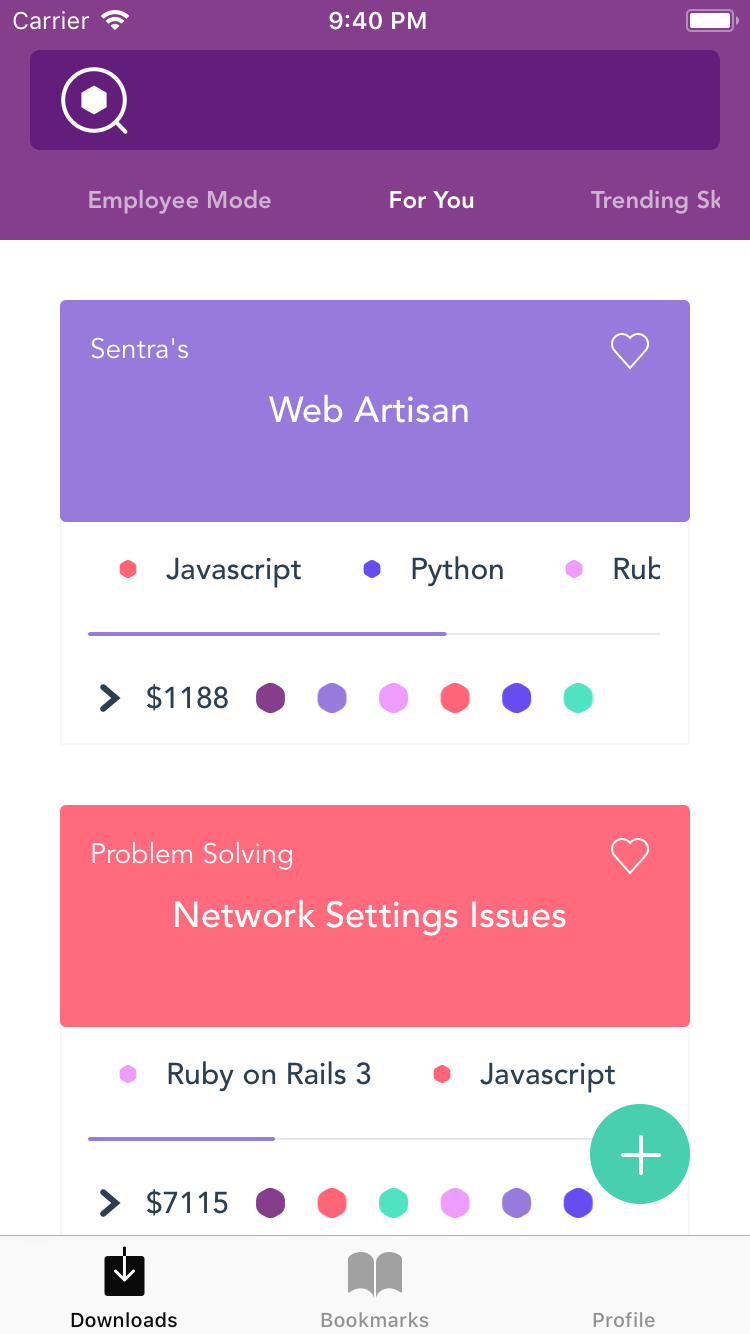 Carrier 9:40 PM
Employee Mode For You Trending Sk
Sentra's
Web Artisan
Javascript Python Rub
$1188
Problem Solving
Network Settings Issues
Ruby on Rails 3 Javascript
$7115
Downloads Bookmarks Profile